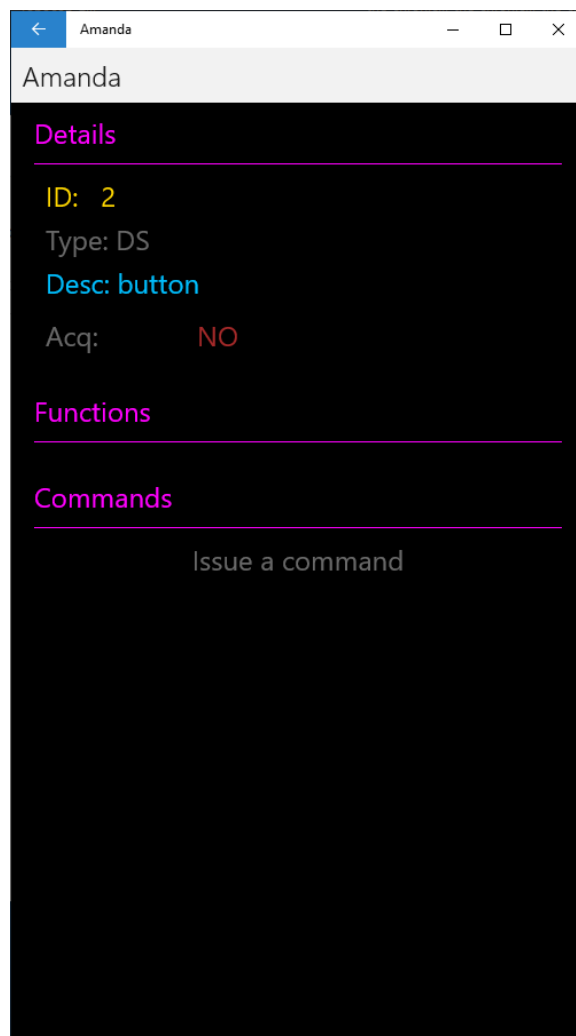 Amanda
Amanda
Details
ID: 2
Type: DS
Desc: button
Acq: NO
Functions
Commands
Issue a command